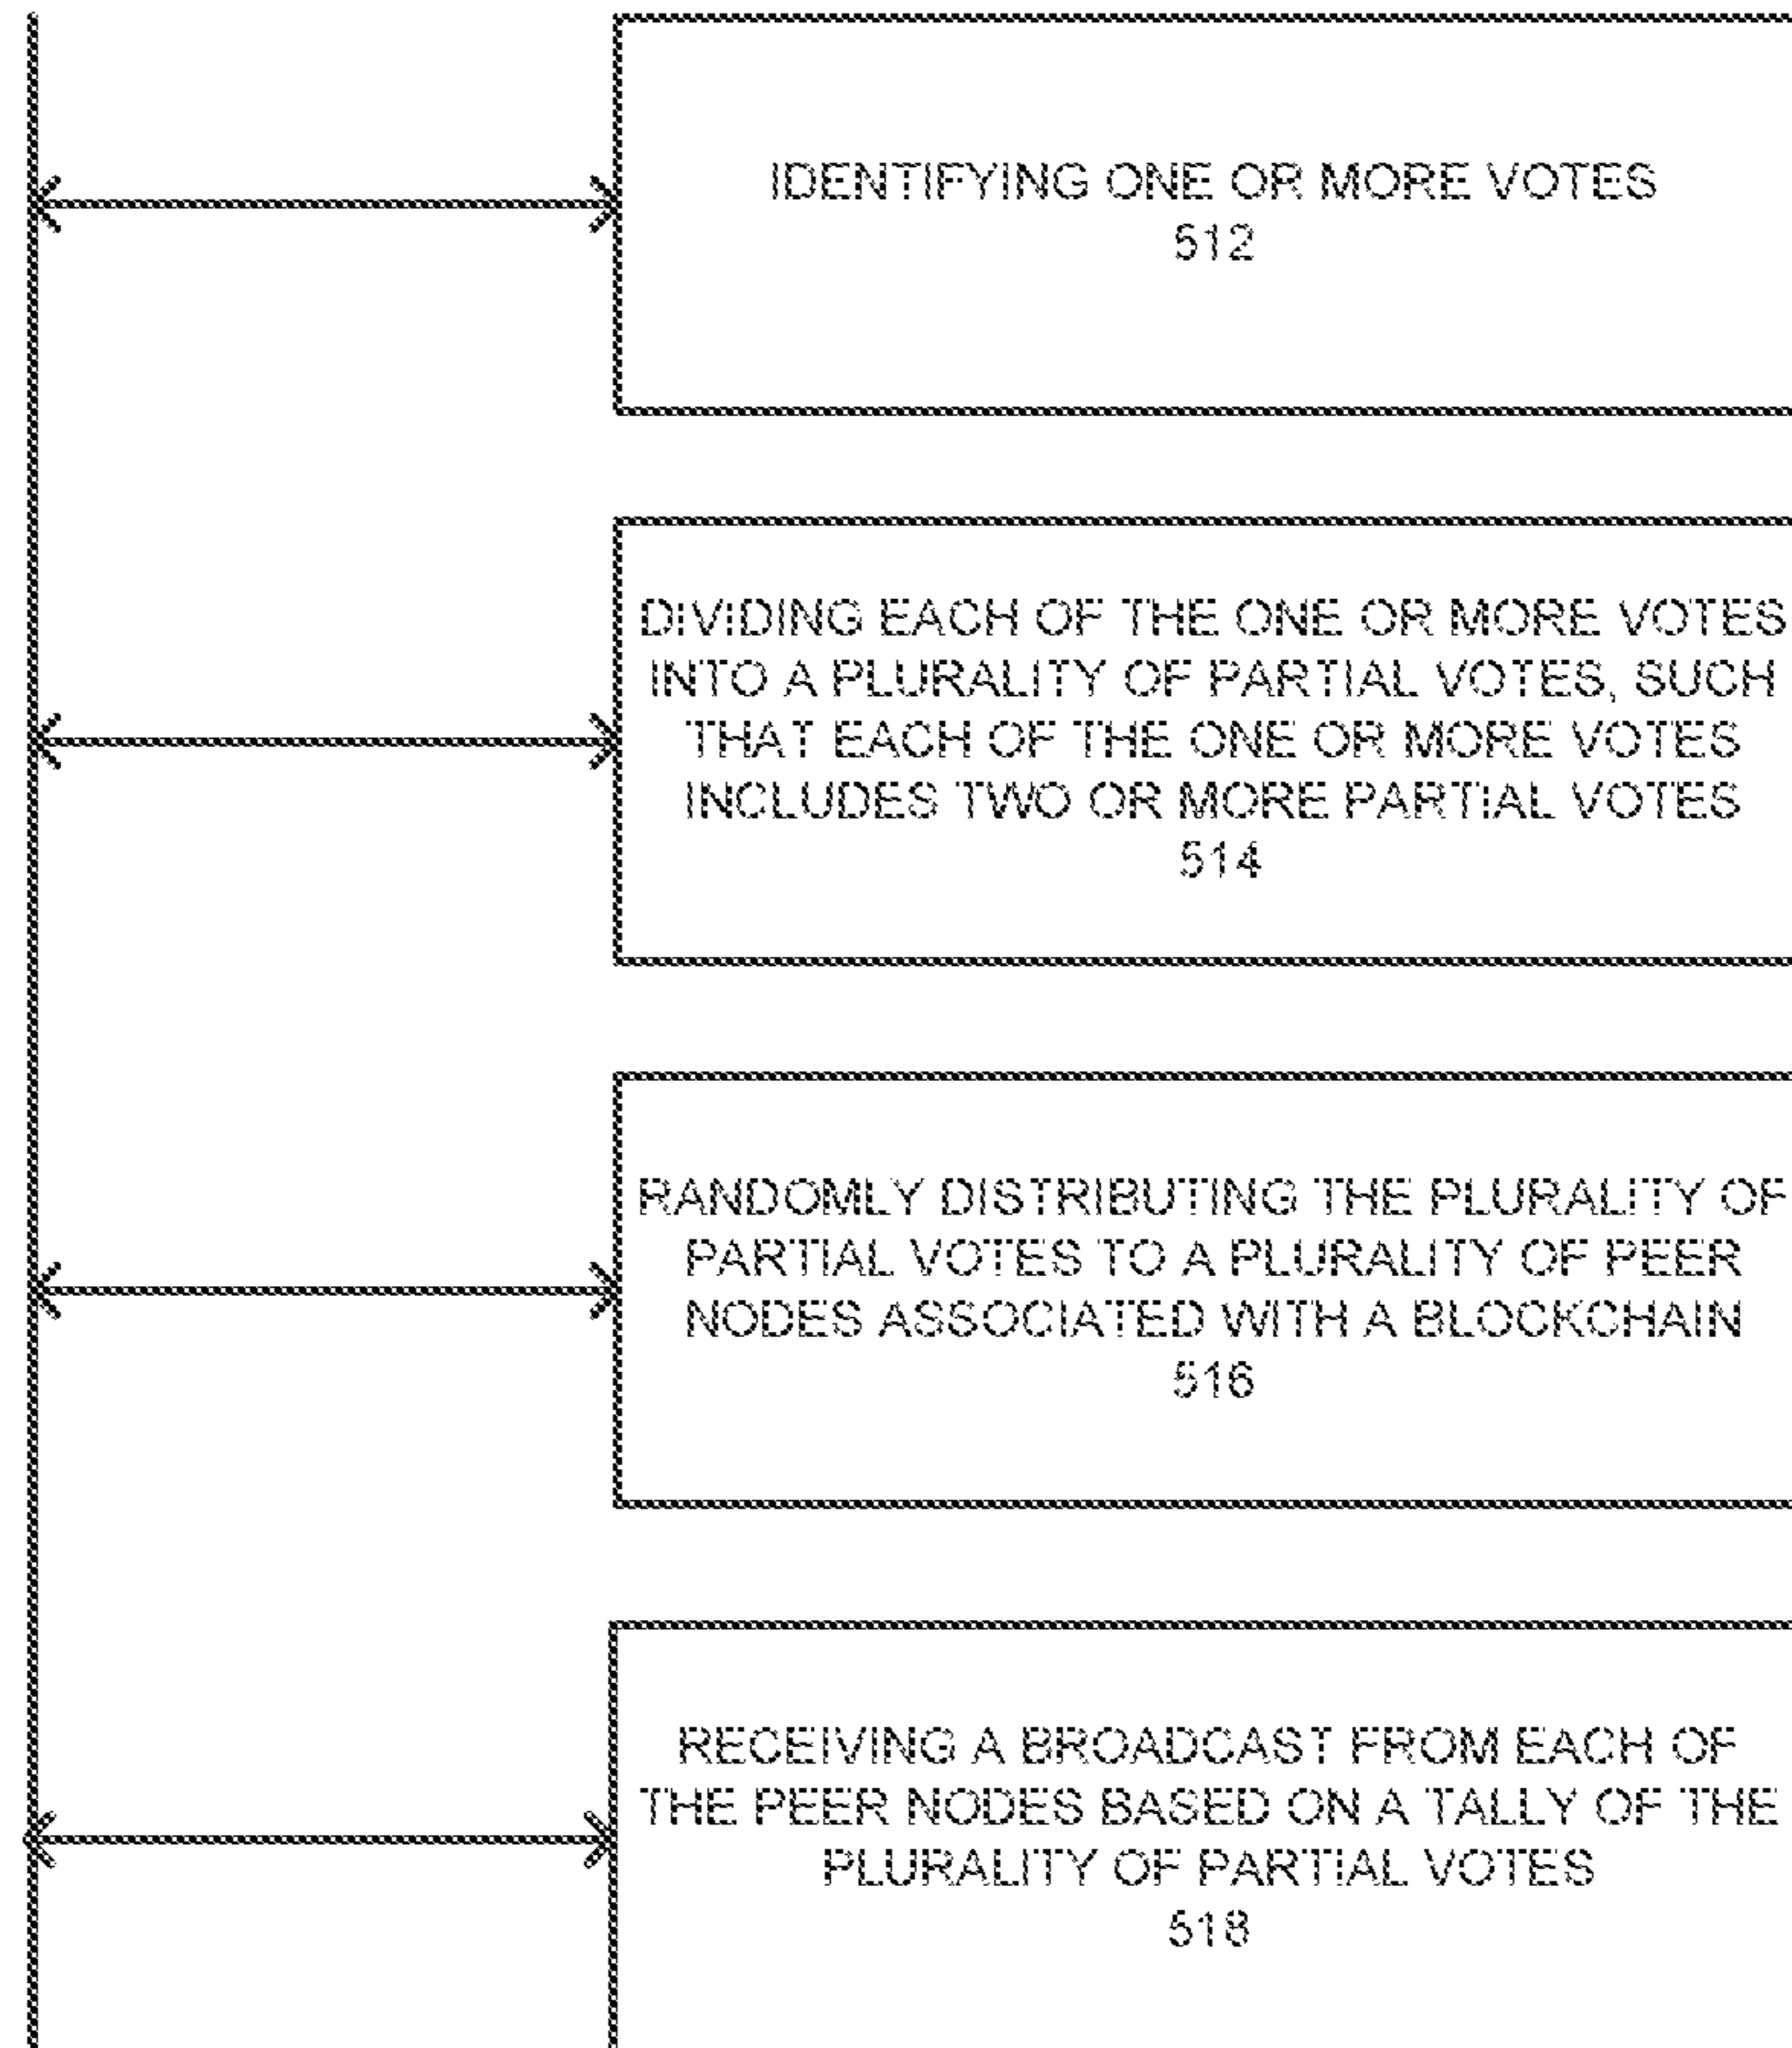 IDENTIFYING ONE OR MORE VOTES
512
DIVIDING EACH OF THE ONE OR MORE VOTES
INTO A PLURALITY OF PARTIAL VOTES, SUCH
THAT EACH OF THE ONE OR MORE VOTES
INCLUDES TWO OR MORE PARTIAL VOTES
514
RANDOMLY DISTRIBUTING THE PLURALITY OF
PARTIAL VOTES TO A PLURALITY OF PEER
NODES ASSOCIATED WITH A BLOCKCHAIN
516
RECEIVING A BROADCAST FROM EACH OF
THE PEER NODES BASED ON A TALLY OF THE
PLURALITY OF PARTIAL VOTES
518